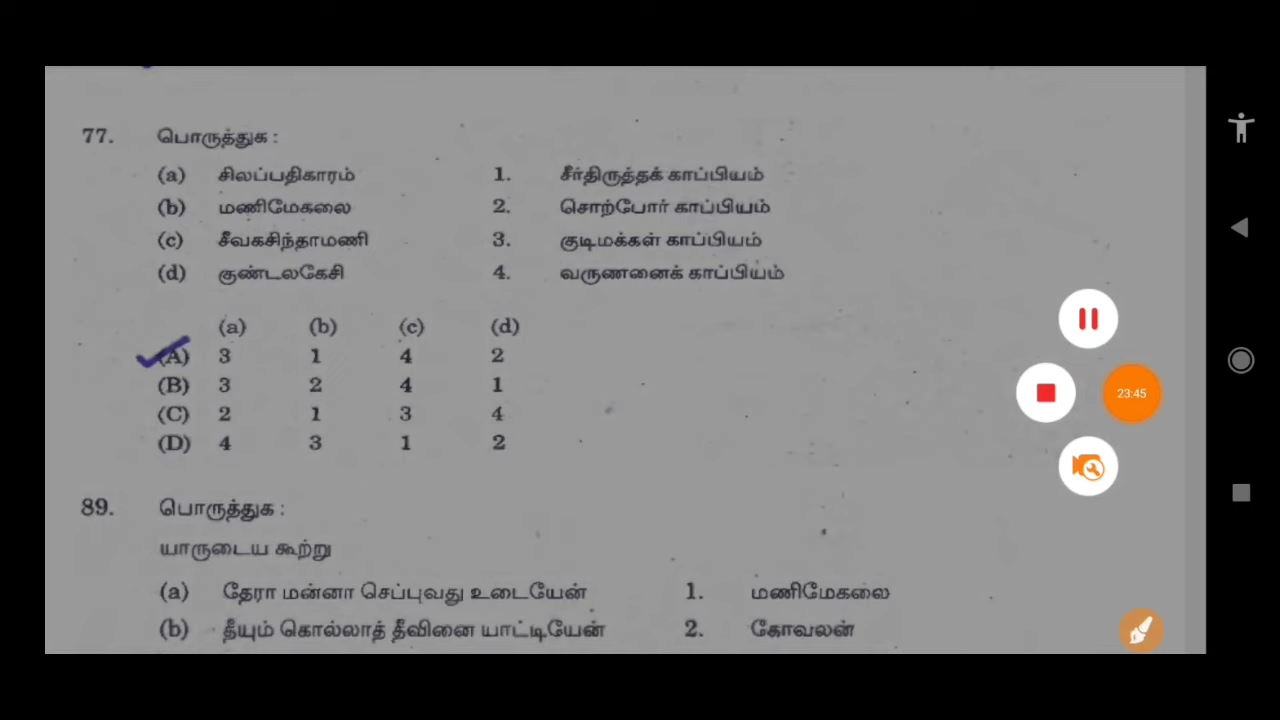 77. பொருத்துக :
(a) சிலப்பதிகாரம் 1. சீர்திருத்தக் காப்பியம்
(b) மணிமேகலை 2. சொற்போர் காப்பியம்
(c) சீவகசிந்தாமணி 3. குடிமக்கள் காப்பியம்
(d) குண்டலகேசி 4. வருணனைக் காப்பியம்
(a) (b) (c) (d)
(A) 3 1 4 2
(B) 3 2 4 1
(C) 2 1 3 4
(D) 4 3 1 2
23:45
89. பொருத்துக :
யாருடைய கூற்று
(a) தேரா மன்னா செப்புவது உடையேன் 1. மணிமேகலை
(b) தீயும் கொல்லாத் தீவினை யாட்டியேன் 2. கோவலன்